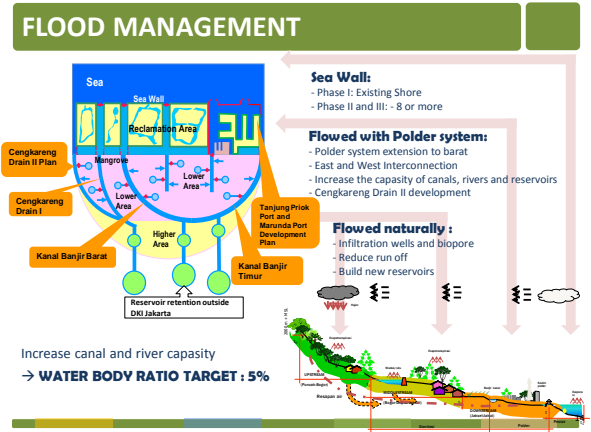 FLOOD MANAGEMENT
Sea
Sea Wall
Reclamation Area
Cengkareng
Drain II Plan
Mangrove
Lower
Area
Lower
Area
Cengkareng
Drain I
Tanjung Priok
Port and
Marunda Port
Development
Plan
Higher
Area
Kanal Banjir Barat
Kanal Banjir
Timur
Reservoir retention outside
DKI Jakarta
Sea Wall:
- Phase I: Existing Shore
- Phase II and III: - 8 or more
Flowed with Polder system:
- Polder system extension to barat
- East and West Interconnection
- Increase the capasity of canals, rivers and reservoirs
- Cengkareng Drain II development
Flowed naturally :
- Infiltration wells and biopore
- Reduce run off
- Build new reservoirs
Increase canal and river capacity
→ WATER BODY RATIO TARGET : 5%
UPSTREAM
Resapan air
DOWNSTREAM
Polder